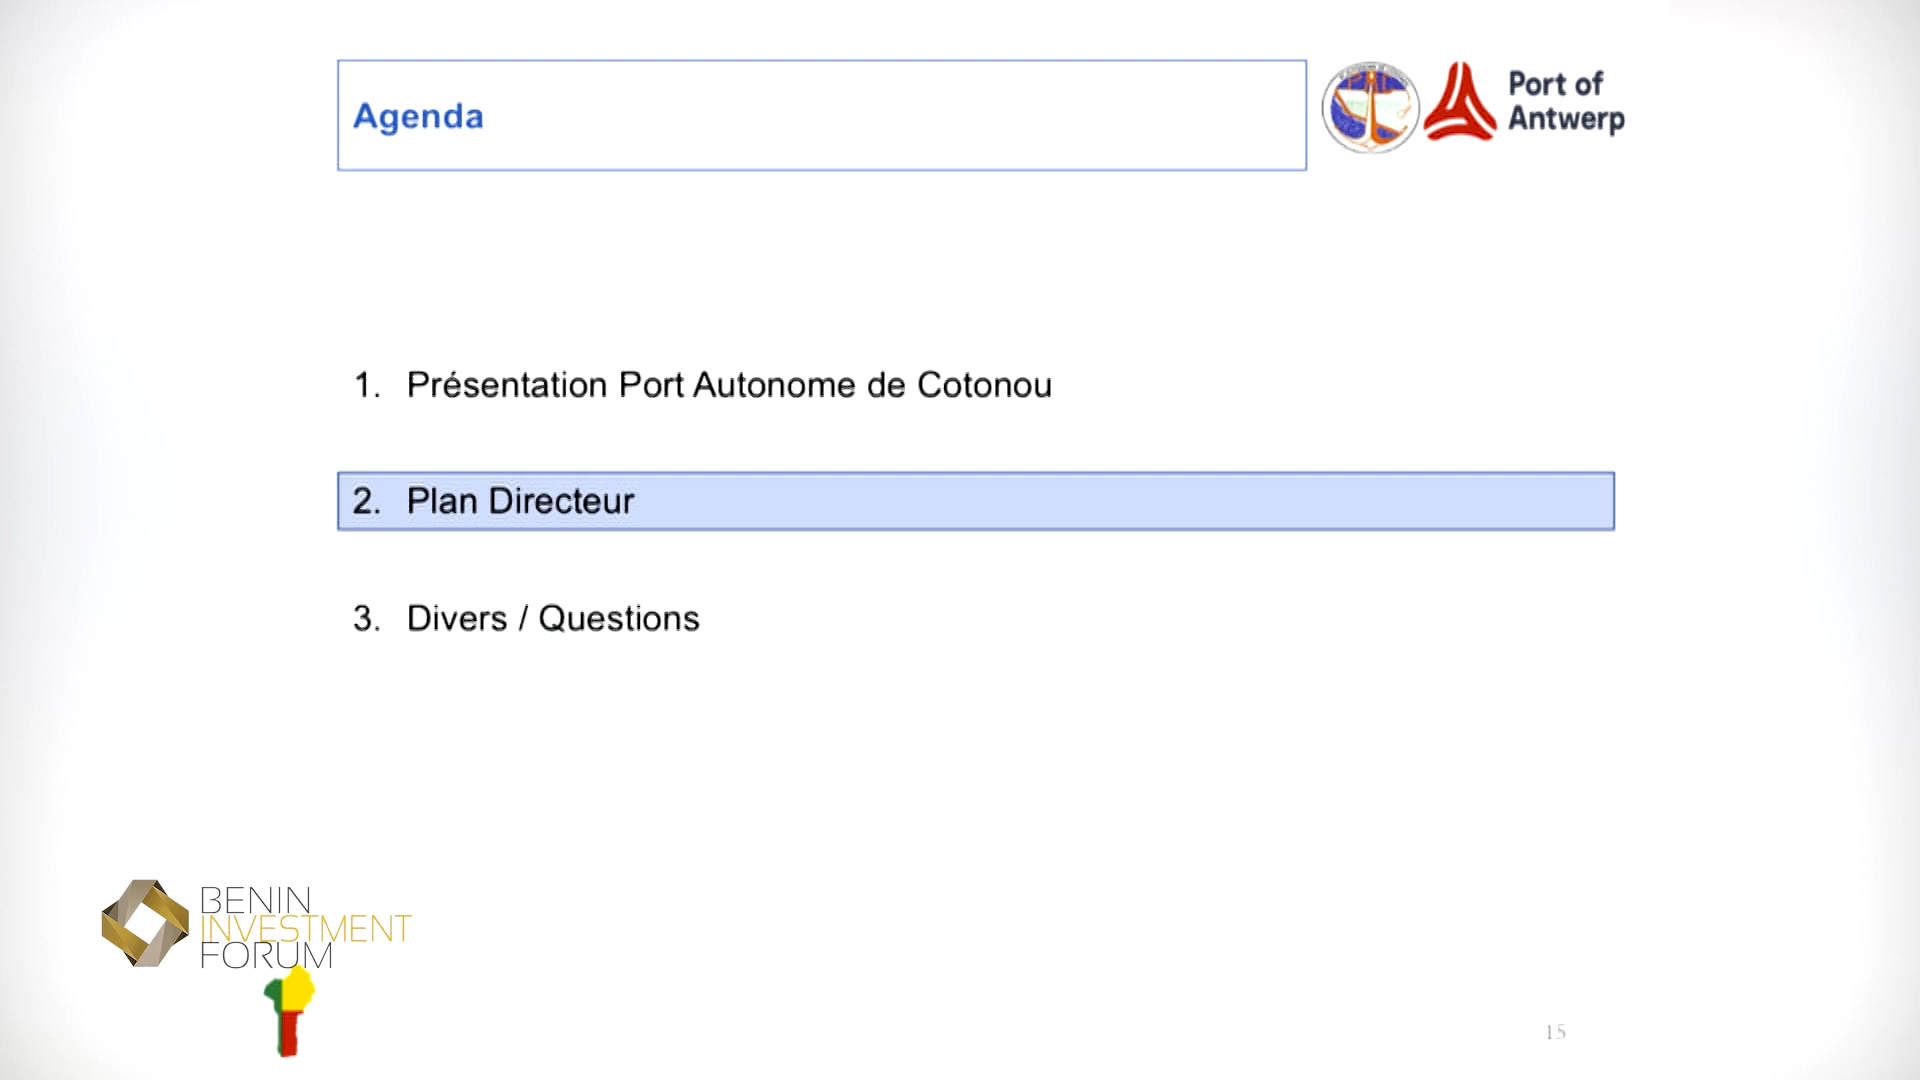 Agenda
Port of
Antwerp
1. Présentation Port Autonome de Cotonou
2. Plan Directeur
3. Divers / Questions
BENIN
INVESTMENT
FORUM
15